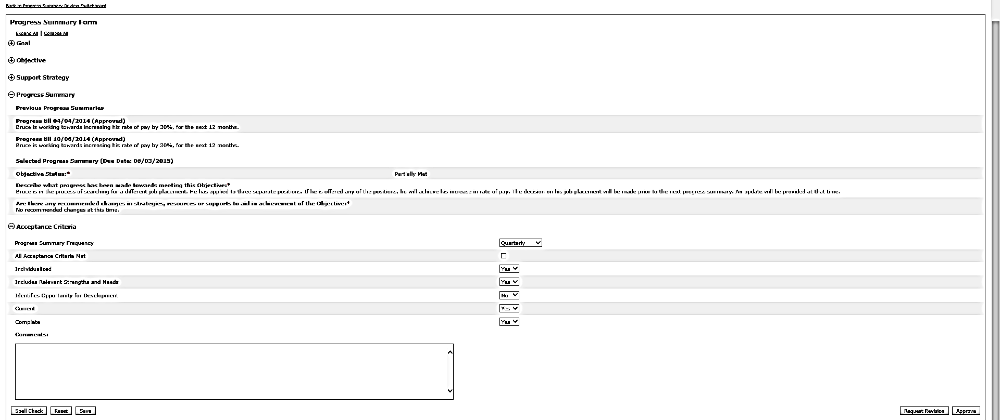 Back to Progress Summary Review Switchboard
Progress Summary Form
Expand All | Collapse All
Goal
Objective
Support Strategy
Progress Summary
Previous Progress Summaries
Progress till 04/04/2014 (Approved)
Bruce is working towards increasing his rate of pay by 30%, for the next 12 months.
Progress till 10/06/2014 (Approved)
Bruce is working towards increasing his rate of pay by 30%, for the next 12 months.
Selected Progress Summary (Due Date: 06/03/2015)
Objective Status:* Partially Met
Describe what progress has been made towards meeting this Objective:*
Bruce is in the process of searching for a different job placement. He has applied to three separate positions. If he is offered any of the positions, he will achieve his increase in rate of pay. The decision on his job placement will be made prior to the next progress summary. An update will be provided at that time.
Are there any recommended changes in strategies, resources or supports to aid in achievement of the Objective:*
No recommended changes at this time.
Acceptance Criteria
Progress Summary Frequency Quarterly
All Acceptance Criteria Met
Individualized Yes
Includes Relevant Strengths and Needs Yes
Identifies Opportunity for Development No
Current Yes
Complete Yes
Comments:
Spell Check Reset Save Request Revision Approve